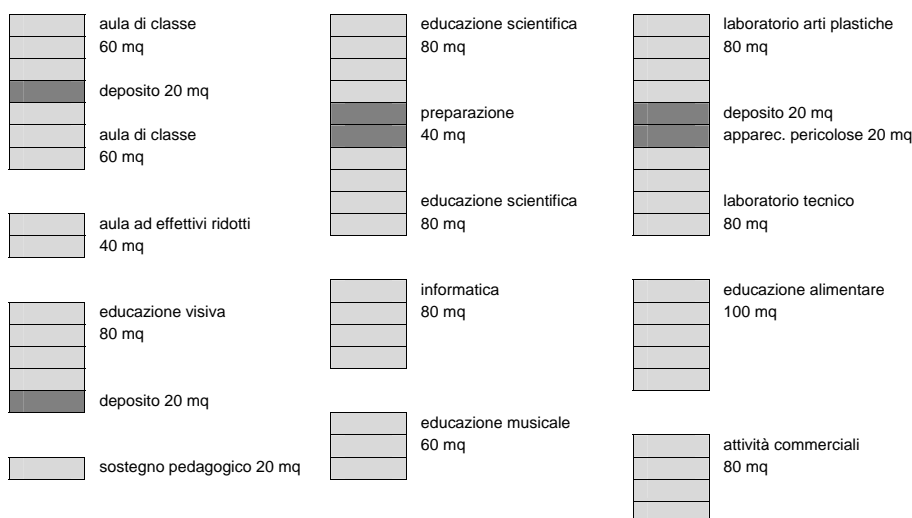 aula di classe
60 mq
deposito 20 mq
aula di classe
60 mq
aula ad effettivi ridotti
40 mq
educazione visiva
80 mq
deposito 20 mq
sostegno pedagogico 20 mq
educazione scientifica
80 mq
preparazione
40 mq
educazione scientifica
80 mq
informatica
80 mq
educazione musicale
60 mq
laboratorio arti plastiche
80 mq
deposito 20 mq
apparec. pericolose 20 mq
laboratorio tecnico
80 mq
educazione alimentare
100 mq
attività commerciali
80 mq